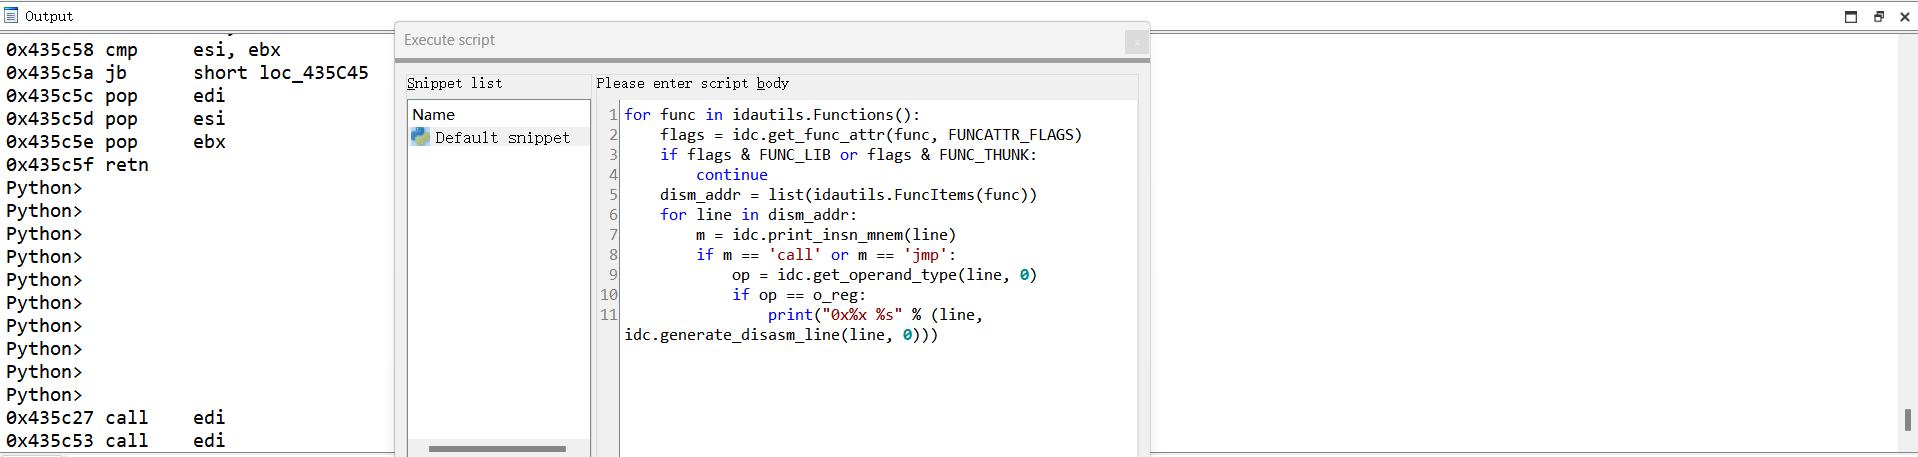 Output
0x435c58 cmp     esi, ebx
0x435c5a jb      short loc_435C45
0x435c5c pop     edi
0x435c5d pop     esi
0x435c5e pop     ebx
0x435c5f retn
Python>
Python>
Python>
Python>
Python>
Python>
Python>
Python>
Python>
Python>
0x435c27 call    edi
0x435c53 call    edi
Execute script
Snippet list
Name
Default snippet
Please enter script body
1 for func in idautils.Functions():
2     flags = idc.get_func_attr(func, FUNCATTR_FLAGS)
3     if flags & FUNC_LIB or flags & FUNC_THUNK:
4         continue
5     dism_addr = list(idautils.FuncItems(func))
6     for line in dism_addr:
7         m = idc.print_insn_mnem(line)
8         if m == 'call' or m == 'jmp':
9             op = idc.get_operand_type(line, 0)
10             if op == o_reg:
11                 print("0x%x %s" % (line,
idc.generate_disasm_line(line, 0)))